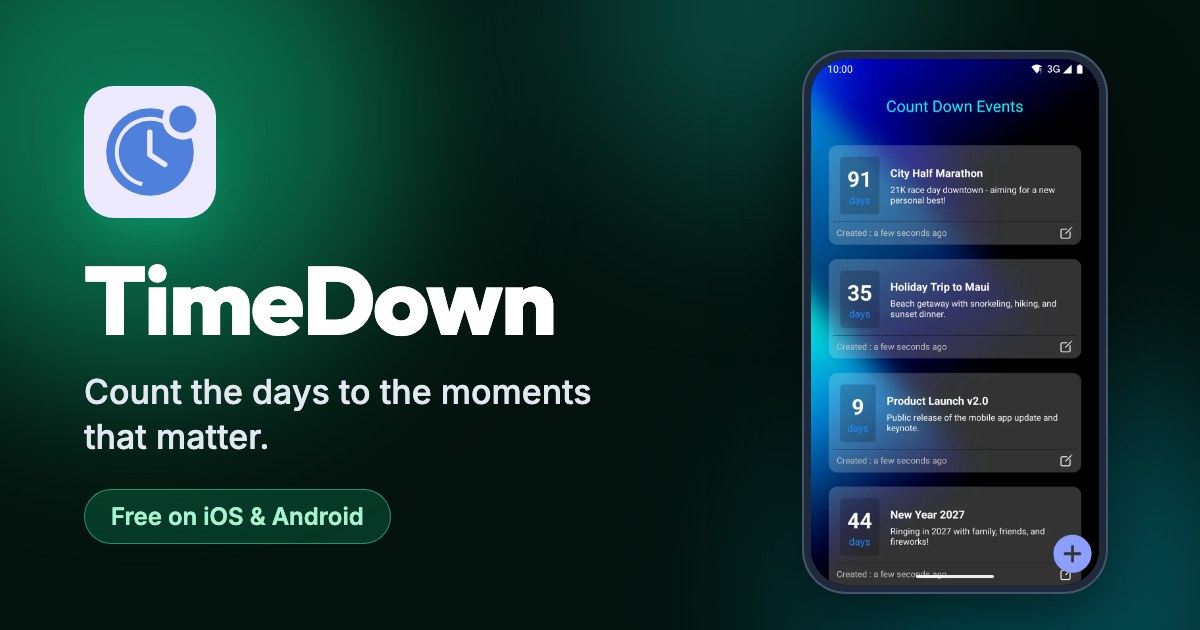 TimeDown
Count the days to the moments
that matter.
Free on iOS & Android
10:00
3G
Count Down Events
91
days
City Half Marathon
21K race day downtown - aiming for a new
personal best!
Created : a few seconds ago
35
days
Holiday Trip to Maui
Beach getaway with snorkeling, hiking, and
sunset dinner.
Created : a few seconds ago
9
days
Product Launch v2.0
Public release of the mobile app update and
keynote.
Created : a few seconds ago
44
days
New Year 2027
Ringing in 2027 with family, friends, and
fireworks!
Created : a few seconds ago